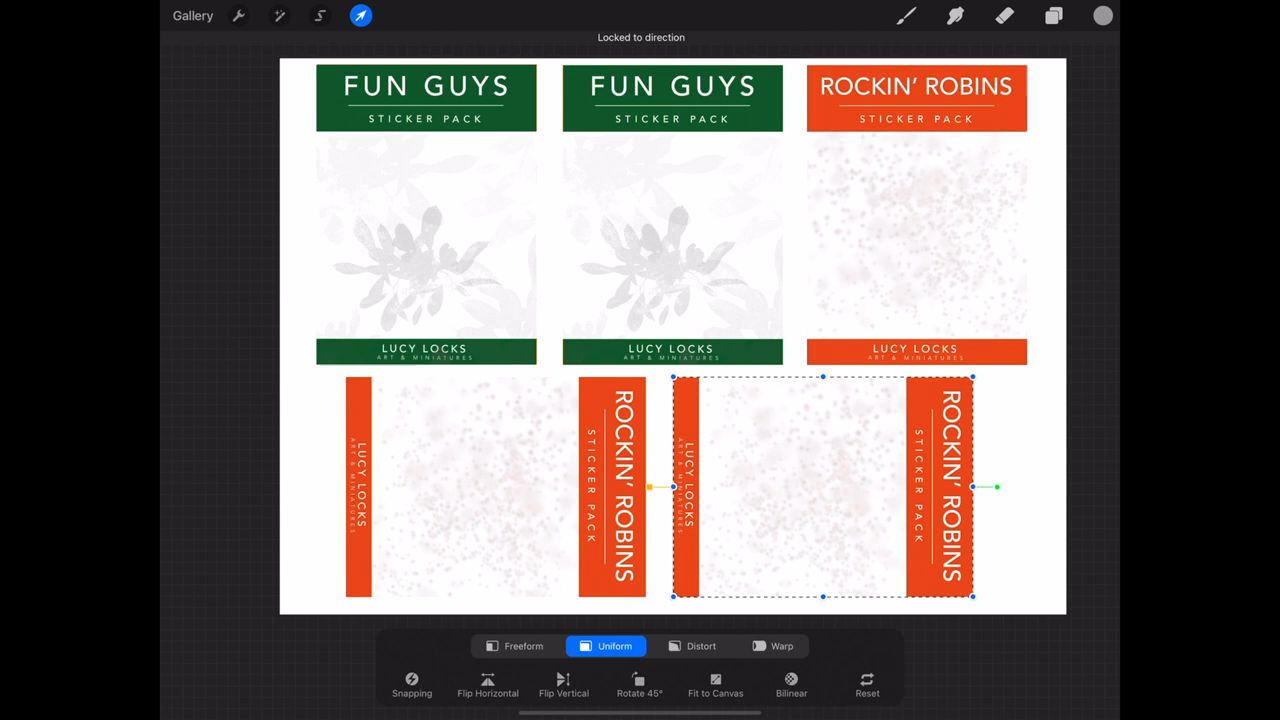 Gallery
Locked to direction
FUN GUYS
STICKER PACK
LUCY LOCKS
ART & MINIATURES
FUN GUYS
STICKER PACK
LUCY LOCKS
ART & MINIATURES
ROCKIN’ ROBINS
STICKER PACK
LUCY LOCKS
ART & MINIATURES
ROCKIN’ ROBINS
STICKER PACK
LUCY LOCKS
ART & MINIATURES
ROCKIN’ ROBINS
STICKER PACK
LUCY LOCKS
ART & MINIATURES
Freeform Uniform Distort Warp
Snapping Flip Horizontal Flip Vertical Rotate 45° Fit to Canvas Bilinear Reset